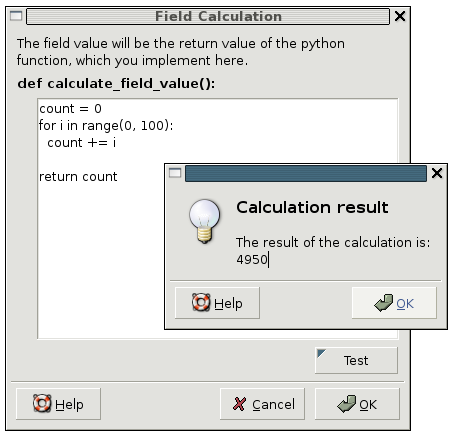 Field Calculation
The field value will be the return value of the python
function, which you implement here.
def calculate_field_value():
count = 0
for i in range(0, 100):
  count += i
return count
Calculation result
The result of the calculation is:
4950
Help
OK
Test
Help
Cancel
OK